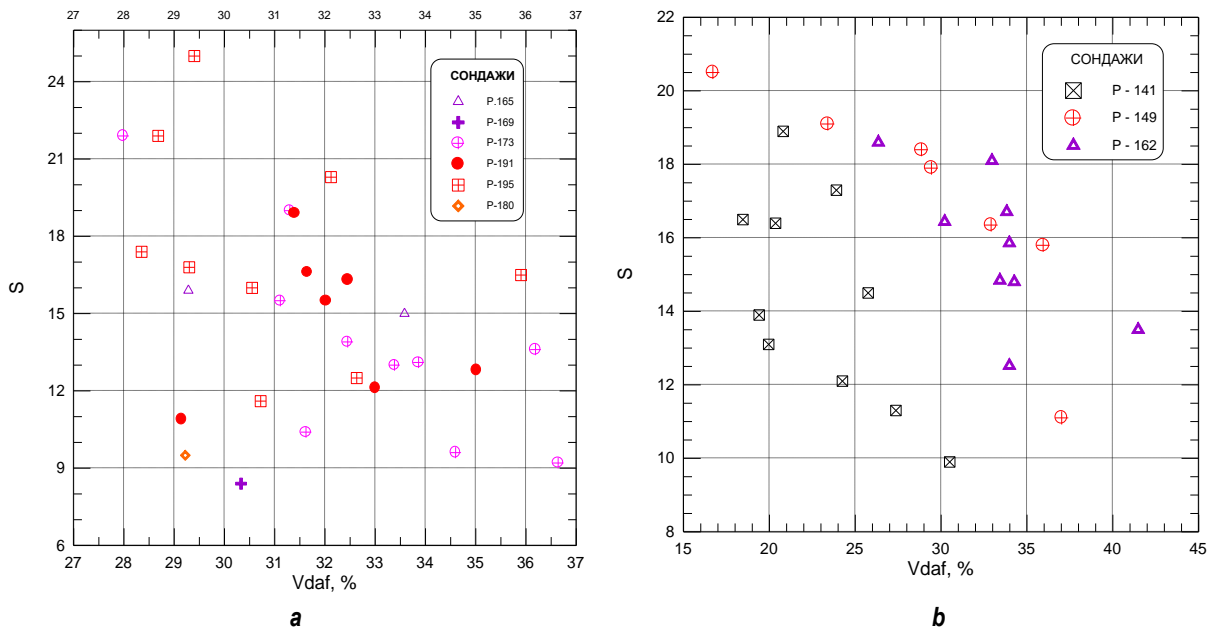 27 28 29 30 31 32 33 34 35 36 37
24
21
18
15
12
9
6
S
СОНДАЖИ
Р.165
Р-169
Р-173
Р-191
Р-195
Р-180
27 28 29 30 31 32 33 34 35 36 37
Vdaf, %
a
22
20
18
16
14
12
10
8
S
СОНДАЖИ
Р - 141
Р - 149
Р - 162
15 20 25 30 35 40 45
Vdaf, %
b